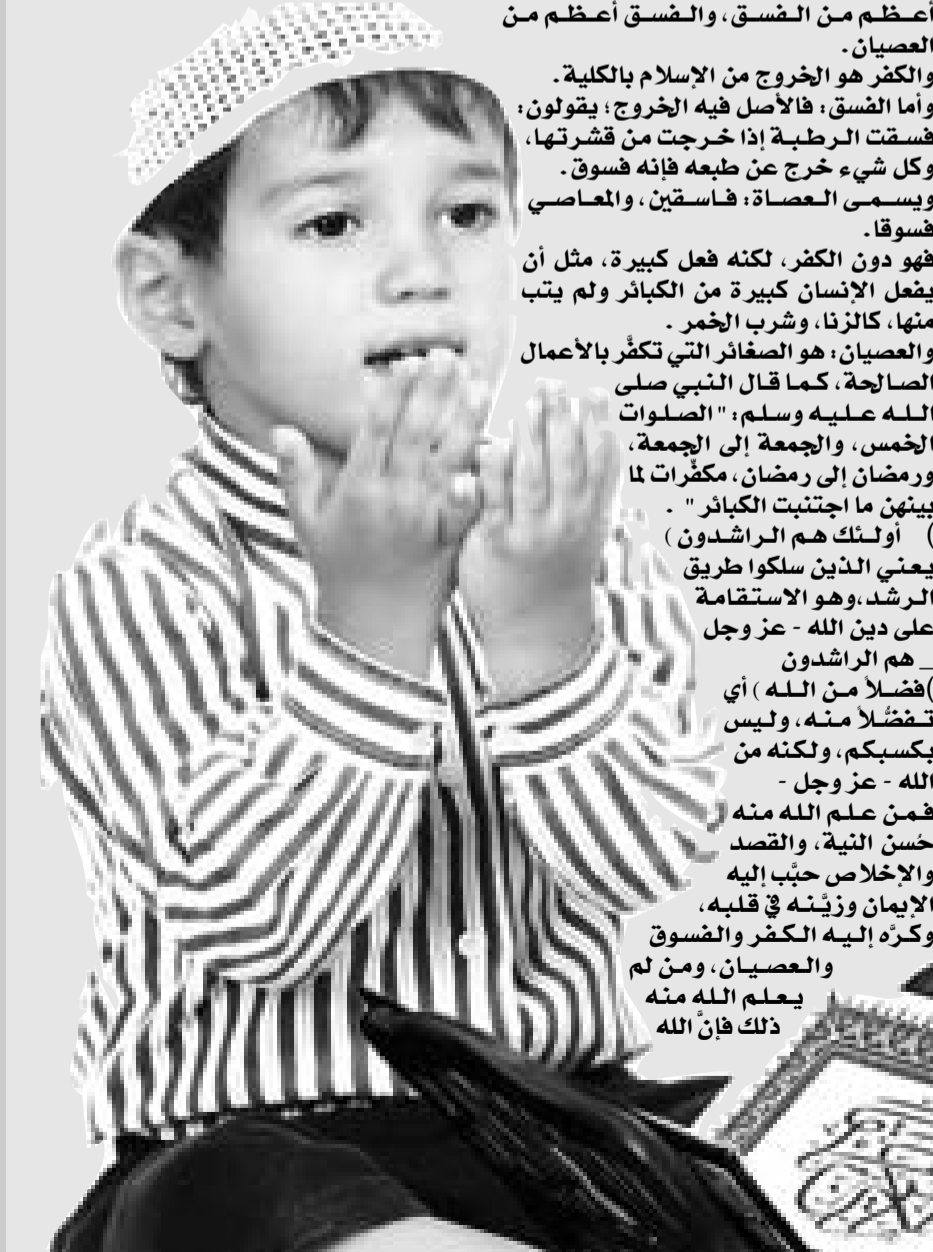 أعظم من الفسق، والفسق أعظم من
العصيان.
والكفر هو الخروج من الإسلام بالكلية.
وأما الفسق: فالأصل فيه الخروج؛ يقولون:
فسقت الرطبة إذا خرجت من قشرتها،
وكل شيء خرج عن طبعه فإنه فسوق.
ويسمى العصاة: فاسقين، والمعاصي
فسوقا.
فهو دون الكفر، لكنه فعل كبيرة، مثل أن
يفعل الإنسان كبيرة من الكبائر ولم يتب
منها، كالزنا، وشرب الخمر .
والعصيان: هو الصغائر التي تكفَّر بالأعمال
الصالحة، كما قال النبي صلى
الله عليه وسلم: "الصلوات
الخمس، والجمعة إلى الجمعة،
ورمضان إلى رمضان، مكفِّرات لما
بينهن ما اجتنبت الكبائر" .
) أولئك هم الراشدون )
يعني الذين سلكوا طريق
الرشد،وهو الاستقامة
على دين الله - عز وجل
_ هم الراشدون
)فضلاً من الله ) أي
تفضُّلاً منه، وليس
بكسبكم، ولكنه من
الله - عز وجل -
فمن علم الله منه
حُسن النية، والقصد
والإخلاص حبَّب إليه
الإيمان وزيَّنه في قلبه،
وكرَّه إليه الكفر والفسوق
والعصيان، ومن لم
يعلم الله منه
ذلك فإنَّ الله